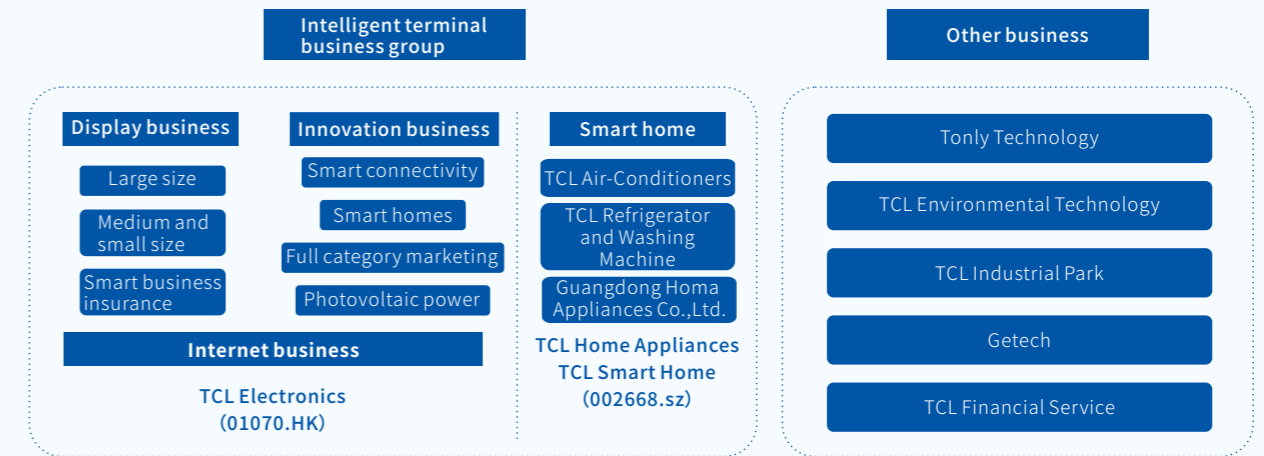 Intelligent terminal
business group
Other business
Display business
Large size
Medium and
small size
Smart business
insurance
Innovation business
Smart connectivity
Smart homes
Full category marketing
Photovoltaic power
Internet business
TCL Electronics
(01070.HK)
Smart home
TCL Air-Conditioners
TCL Refrigerator
and Washing
Machine
Guangdong Homa
Appliances Co.,Ltd.
TCL Home Appliances
TCL Smart Home
(002668.sz)
Tonly Technology
TCL Environmental Technology
TCL Industrial Park
Getech
TCL Financial Service